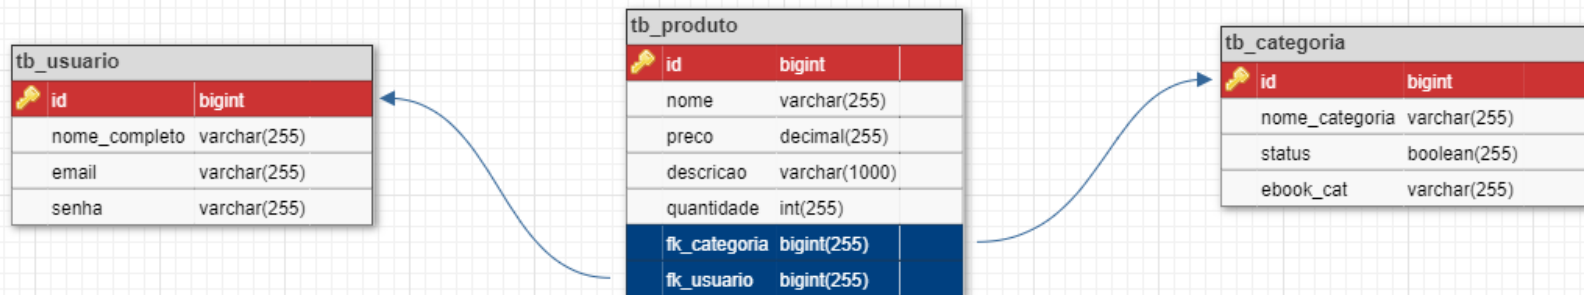 tb_usuario
id bigint
nome_completo varchar(255)
email varchar(255)
senha varchar(255)
tb_produto
id bigint
nome varchar(255)
preco decimal(255)
descricao varchar(1000)
quantidade int(255)
fk_categoria bigint(255)
fk_usuario bigint(255)
tb_categoria
id bigint
nome_categoria varchar(255)
status boolean(255)
ebook_cat varchar(255)